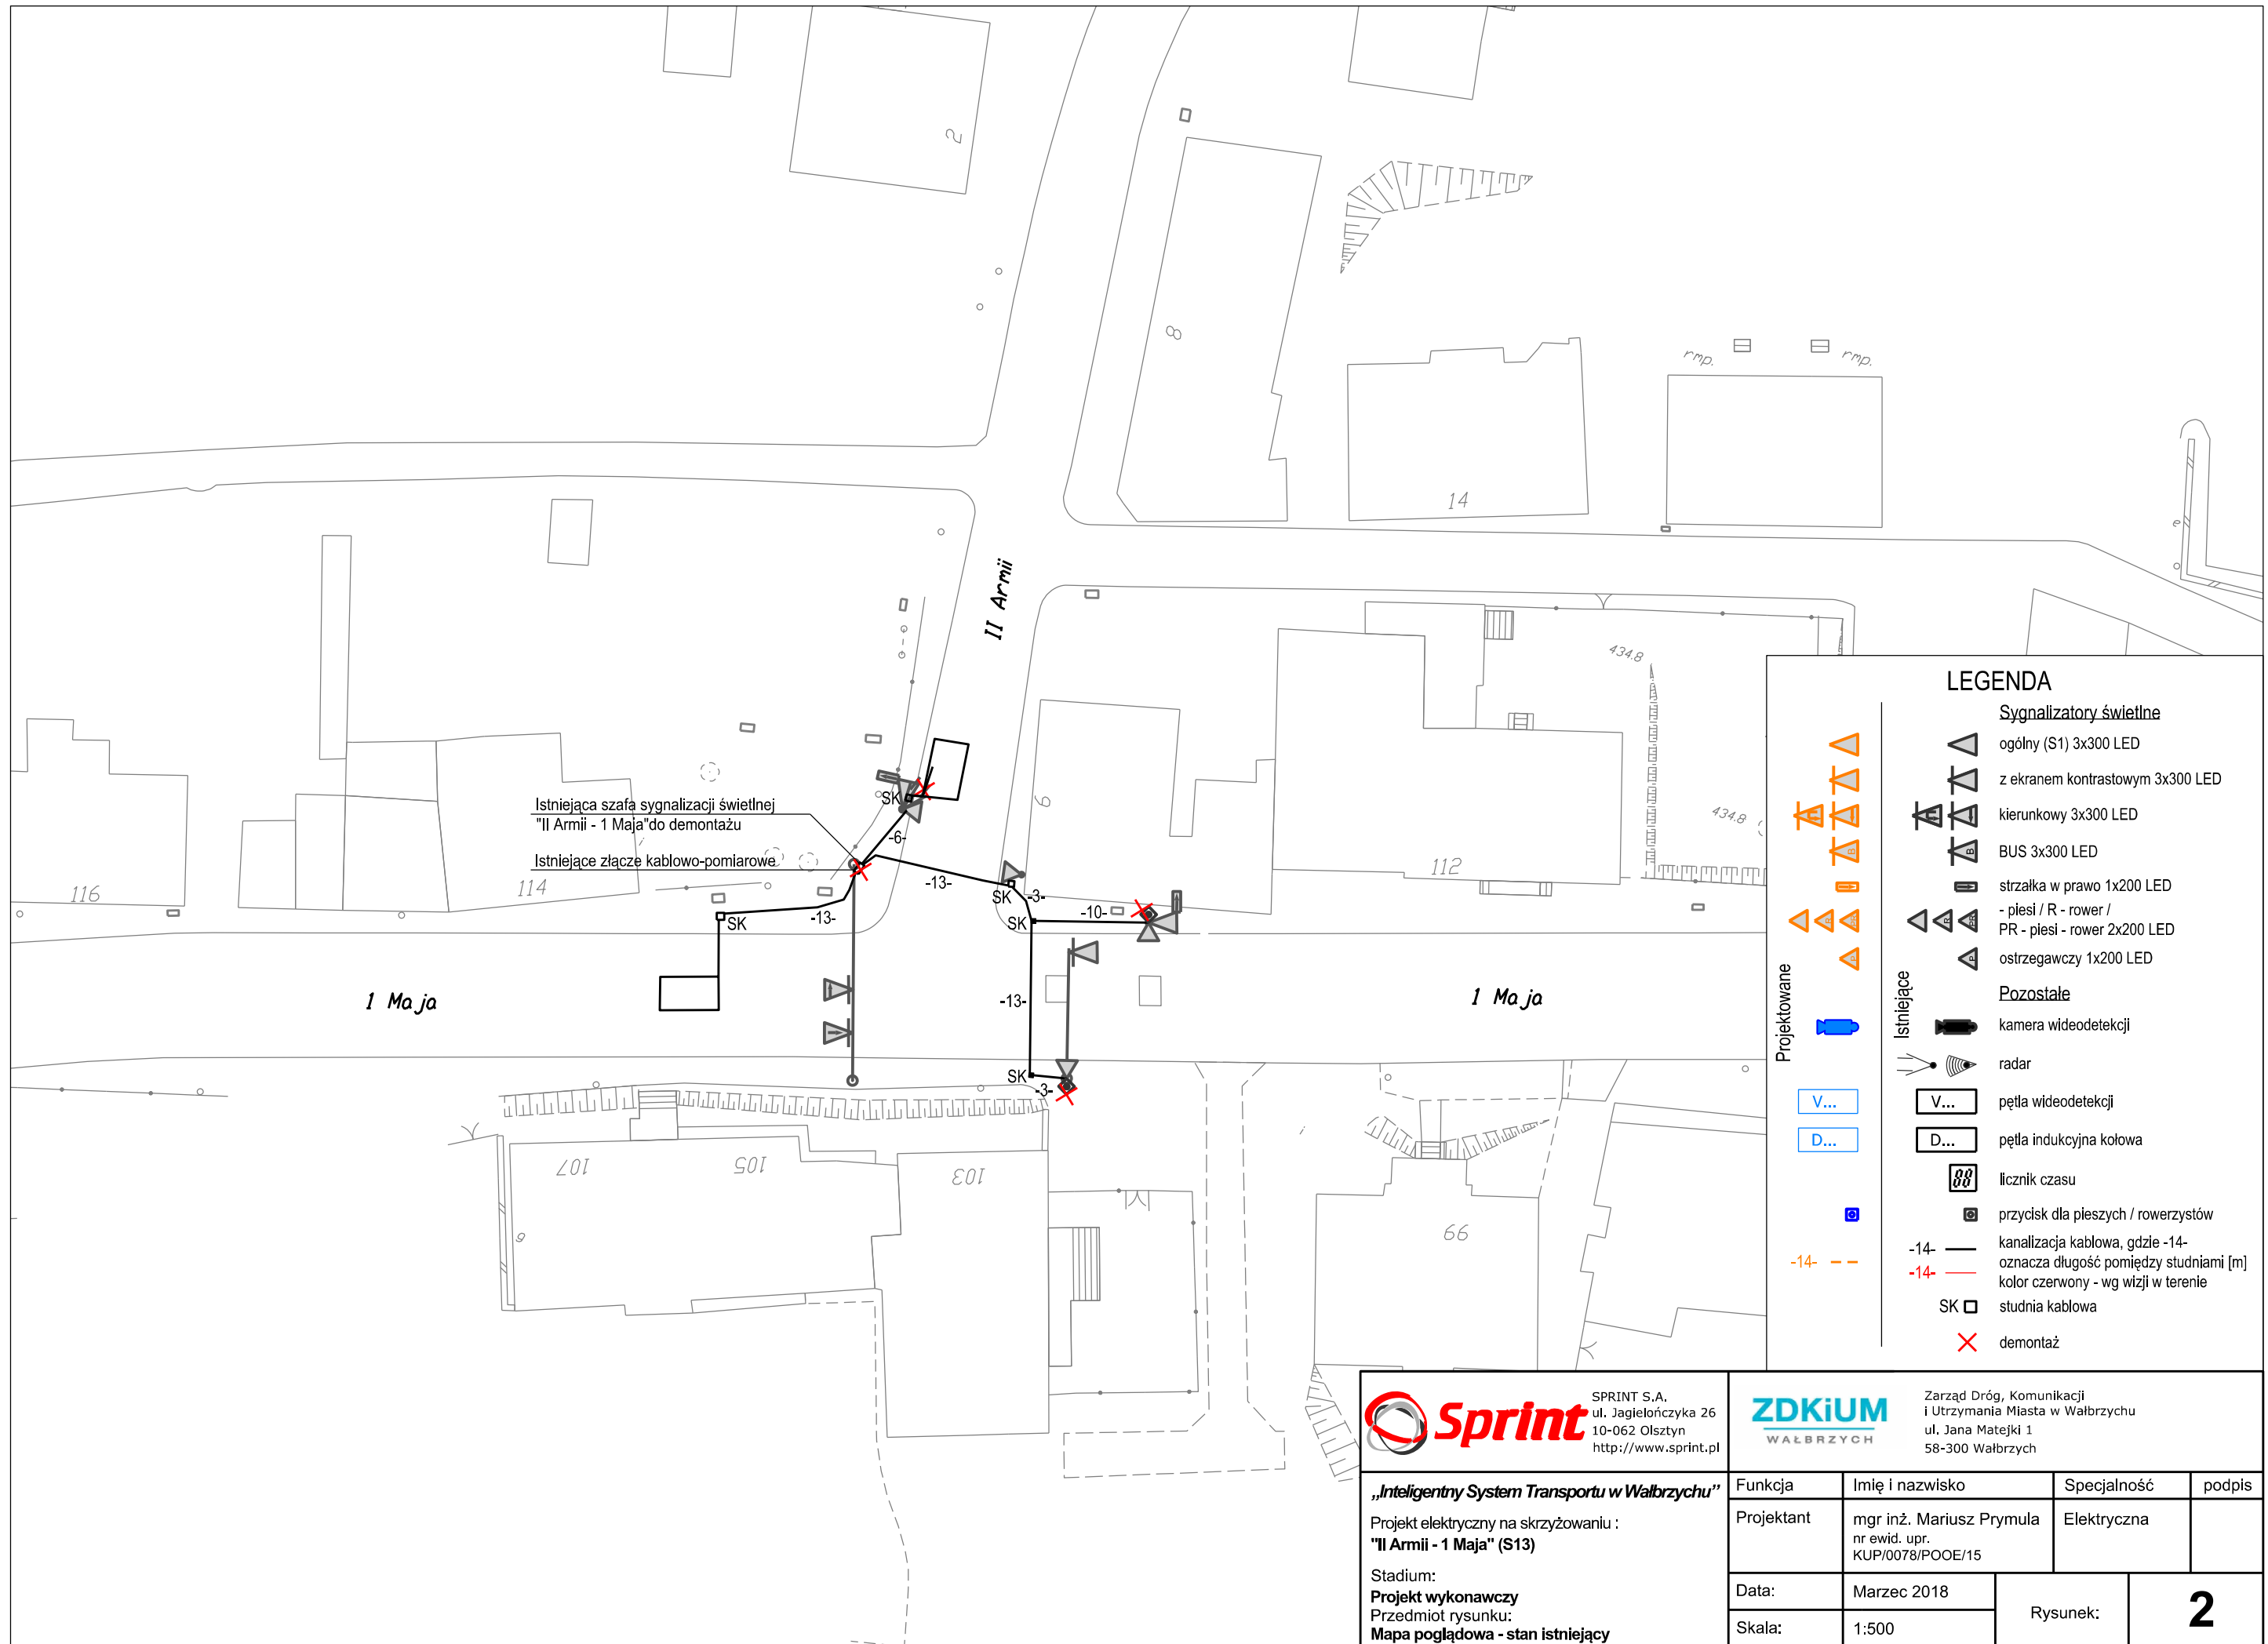 2
8
rmp.
rmp.
14
e
II Armii
434.8
434.8
6
112
Istniejąca szafa sygnalizacji świetlnej
"II Armii - 1 Maja"do demontażu
Istniejące złącze kablowo-pomiarowe
116
114
SK
-6-
-13-
SK
-3-
SK
-10-
SK
-13-
1 Maja
-13-
1 Maja
SK
-3-
107
105
103
99
LEGENDA
Projektowane
Istniejące
Sygnalizatory świetlne
ogólny (S1) 3x300 LED
z ekranem kontrastowym 3x300 LED
kierunkowy 3x300 LED
B
B
BUS 3x300 LED
strzałka w prawo 1x200 LED
R
PR
R
PR
- piesi / R - rower /
PR - piesi - rower 2x200 LED
P
P
ostrzegawczy 1x200 LED
Pozostałe
kamera wideodetekcji
radar
V...
V...
pętla wideodetekcji
D...
D...
pętla indukcyjna kołowa
88
licznik czasu
przycisk dla pieszych / rowerzystów
-14-
-14-
-14-
kanalizacja kablowa, gdzie -14-
oznacza długość pomiędzy studniami [m]
kolor czerwony - wg wizji w terenie
SK
studnia kablowa
demontaż
Sprint
SPRINT S.A.
ul. Jagielończyka 26
10-062 Olsztyn
http://www.sprint.pl
ZDKiUM
WAŁBRZYCH
Zarząd Dróg, Komunikacji
i Utrzymania Miasta w Wałbrzychu
ul. Jana Matejki 1
58-300 Wałbrzych
„Inteligentny System Transportu w Wałbrzychu”
Projekt elektryczny na skrzyżowaniu :
"II Armii - 1 Maja" (S13)
Stadium:
Projekt wykonawczy
Przedmiot rysunku:
Mapa poglądowa - stan istniejący
Funkcja
Imię i nazwisko
Specjalność
podpis
Projektant
mgr inż. Mariusz Prymula
nr ewid. upr.
KUP/0078/POOE/15
Elektryczna
Data:
Marzec 2018
Skala:
1:500
Rysunek:
2